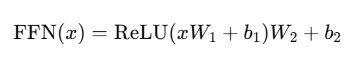 FFN(x) = ReLU(xW₁ + b₁)W₂ + b₂